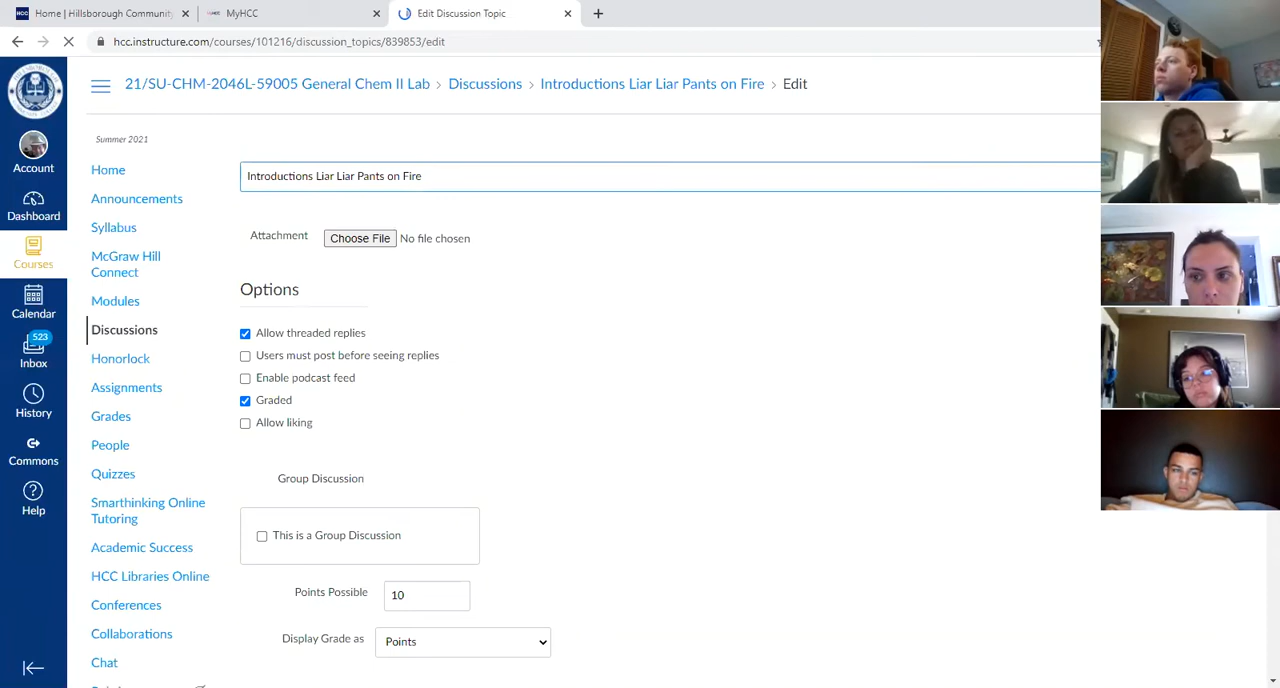 Home | Hillsborough Community
MyHCC
Edit Discussion Topic
hcc.instructure.com/courses/101216/discussion_topics/839853/edit
21/SU-CHM-2046L-59005 General Chem II Lab › Discussions › Introductions Liar Liar Pants on Fire › Edit
Account
Dashboard
Courses
Calendar
523
Inbox
History
Commons
Help
Summer 2021
Home
Announcements
Syllabus
McGraw Hill
Connect
Modules
Discussions
Honorlock
Assignments
Grades
People
Quizzes
Smarthinking Online
Tutoring
Academic Success
HCC Libraries Online
Conferences
Collaborations
Chat
Introductions Liar Liar Pants on Fire
Attachment Choose File No file chosen
Options
Allow threaded replies
Users must post before seeing replies
Enable podcast feed
Graded
Allow liking
Group Discussion
This is a Group Discussion
Points Possible 10
Display Grade as Points